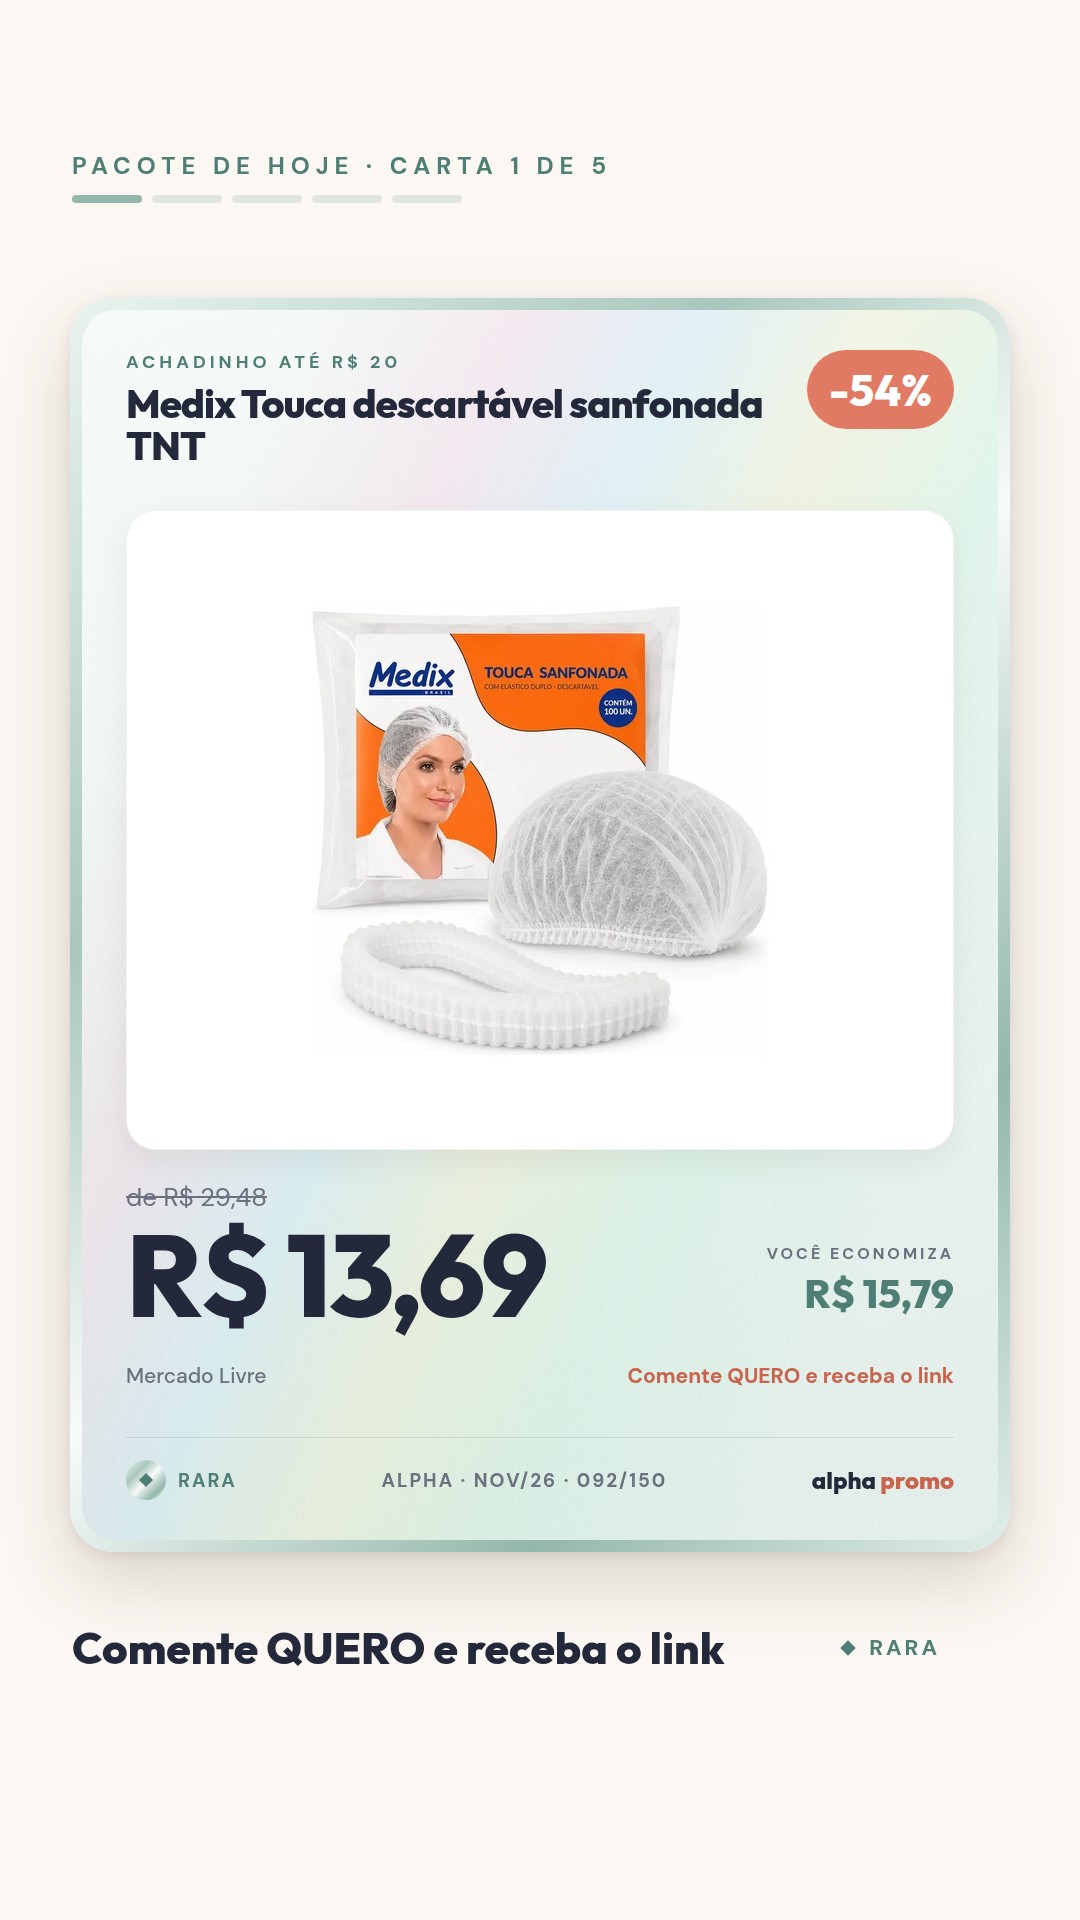 PACOTE DE HOJE · CARTA 1 DE 5
ACHADINHO ATÉ R$ 20
Medix Touca descartável sanfonada
TNT
-54%
Medix
BRASIL
TOUCA SANFONADA
COM ELÁSTICO DUPLO - DESCARTÁVEL
CONTÉM
100 UN.
de R$ 29,48
R$ 13,69
VOCÊ ECONOMIZA
R$ 15,79
Mercado Livre
Comente QUERO e receba o link
RARA
ALPHA · NOV/26 · 092/150
alpha promo
Comente QUERO e receba o link
◆ RARA